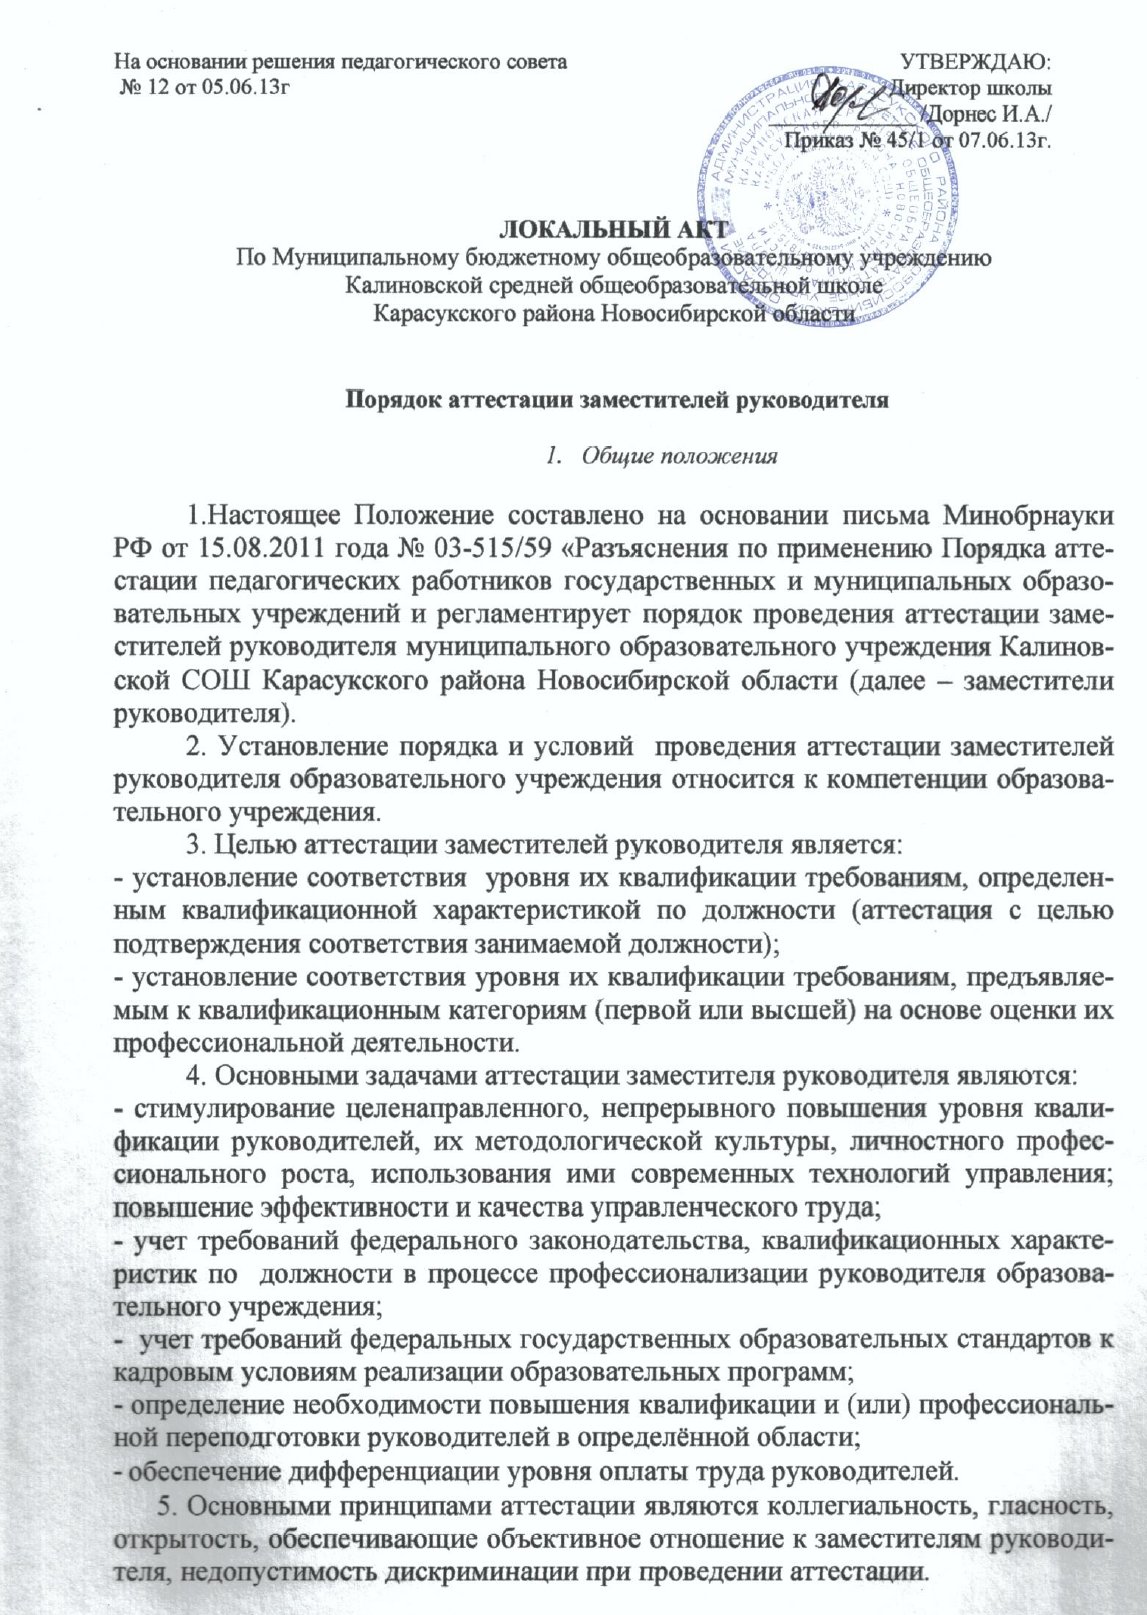 На основании решения педагогического совета
№ 12 от 05.06.13г
УТВЕРЖДАЮ:
Директор школы
/Дорнес И.А./
Приказ № 45/1 от 07.06.13г.
ЛОКАЛЬНЫЙ АКТ
По Муниципальному бюджетному общеобразовательному учреждению
Калиновской средней общеобразовательной школе
Карасукского района Новосибирской области
Порядок аттестации заместителей руководителя
1. Общие положения
1.Настоящее Положение составлено на основании письма Минобрнауки
РФ от 15.08.2011 года № 03-515/59 «Разъяснения по применению Порядка атте-
стации педагогических работников государственных и муниципальных образо-
вательных учреждений и регламентирует порядок проведения аттестации заме-
стителей руководителя муниципального образовательного учреждения Калинов-
ской СОШ Карасукского района Новосибирской области (далее – заместители
руководителя).
2. Установление порядка и условий проведения аттестации заместителей
руководителя образовательного учреждения относится к компетенции образова-
тельного учреждения.
3. Целью аттестации заместителей руководителя является:
- установление соответствия уровня их квалификации требованиям, определен-
ным квалификационной характеристикой по должности (аттестация с целью
подтверждения соответствия занимаемой должности);
- установление соответствия уровня их квалификации требованиям, предъявляе-
мым к квалификационным категориям (первой или высшей) на основе оценки их
профессиональной деятельности.
4. Основными задачами аттестации заместителя руководителя являются:
- стимулирование целенаправленного, непрерывного повышения уровня квали-
фикации руководителей, их методологической культуры, личностного профес-
сионального роста, использования ими современных технологий управления;
повышение эффективности и качества управленческого труда;
- учет требований федерального законодательства, квалификационных характе-
ристик по должности в процессе профессионализации руководителя образова-
тельного учреждения;
- учет требований федеральных государственных образовательных стандартов к
кадровым условиям реализации образовательных программ;
- определение необходимости повышения квалификации и (или) профессиональ-
ной переподготовки руководителей в определённой области;
- обеспечение дифференциации уровня оплаты труда руководителей.
5. Основными принципами аттестации являются коллегиальность, гласность,
открытость, обеспечивающие объективное отношение к заместителям руководи-
теля, недопустимость дискриминации при проведении аттестации.